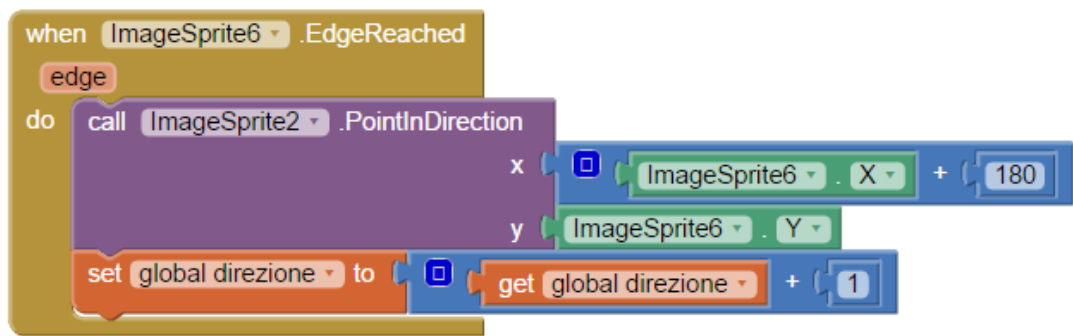 when ImageSprite6 .EdgeReached
edge
do call ImageSprite2 .PointInDirection
x ImageSprite6 . X + 180
y ImageSprite6 . Y
set global direzione to get global direzione + 1